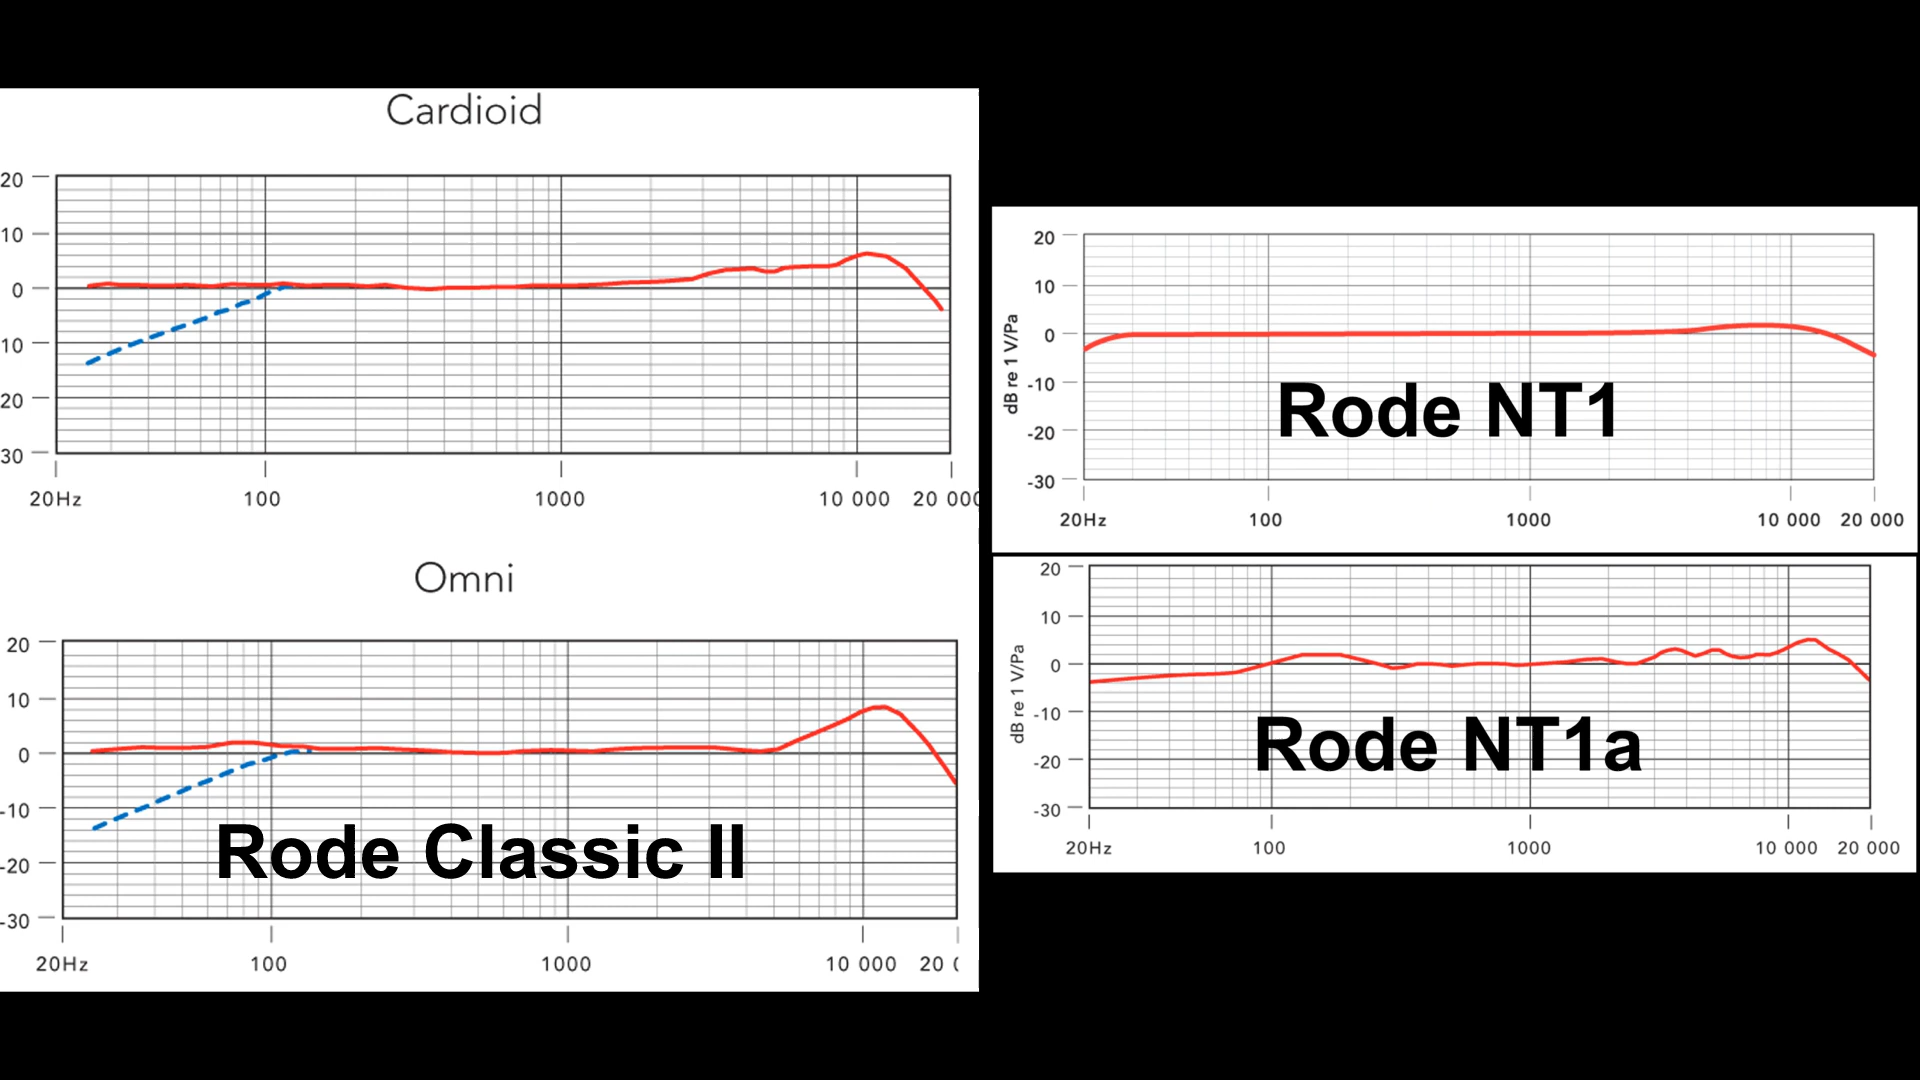 Cardioid
20
10
0
10
20
30
20Hz 100 1000 10 000 20 000
Omni
20
10
0
-10
-20
-30
Rode Classic II
20Hz 100 1000 10 000 20
dB re 1 V/Pa
20
10
0
-10
-20
-30
Rode NT1
20Hz 100 1000 10 000 20 000
dB re 1 V/Pa
20
10
0
-10
-20
-30
Rode NT1a
20Hz 100 1000 10 000 20 000